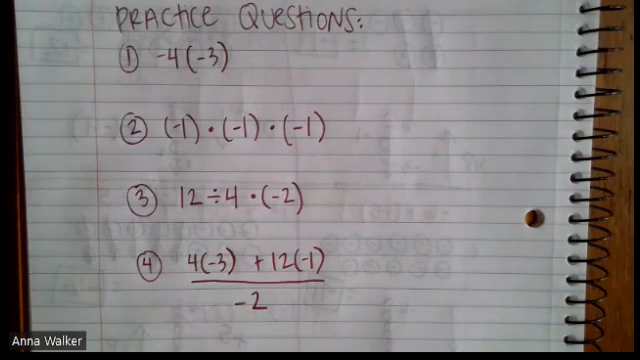 PRACTICE QUESTIONS:
① -4(-3)
② (-1) • (-1) • (-1)
③ 12 ÷ 4 • (-2)
④ 4(-3) + 12(-1)
-2
Anna Walker